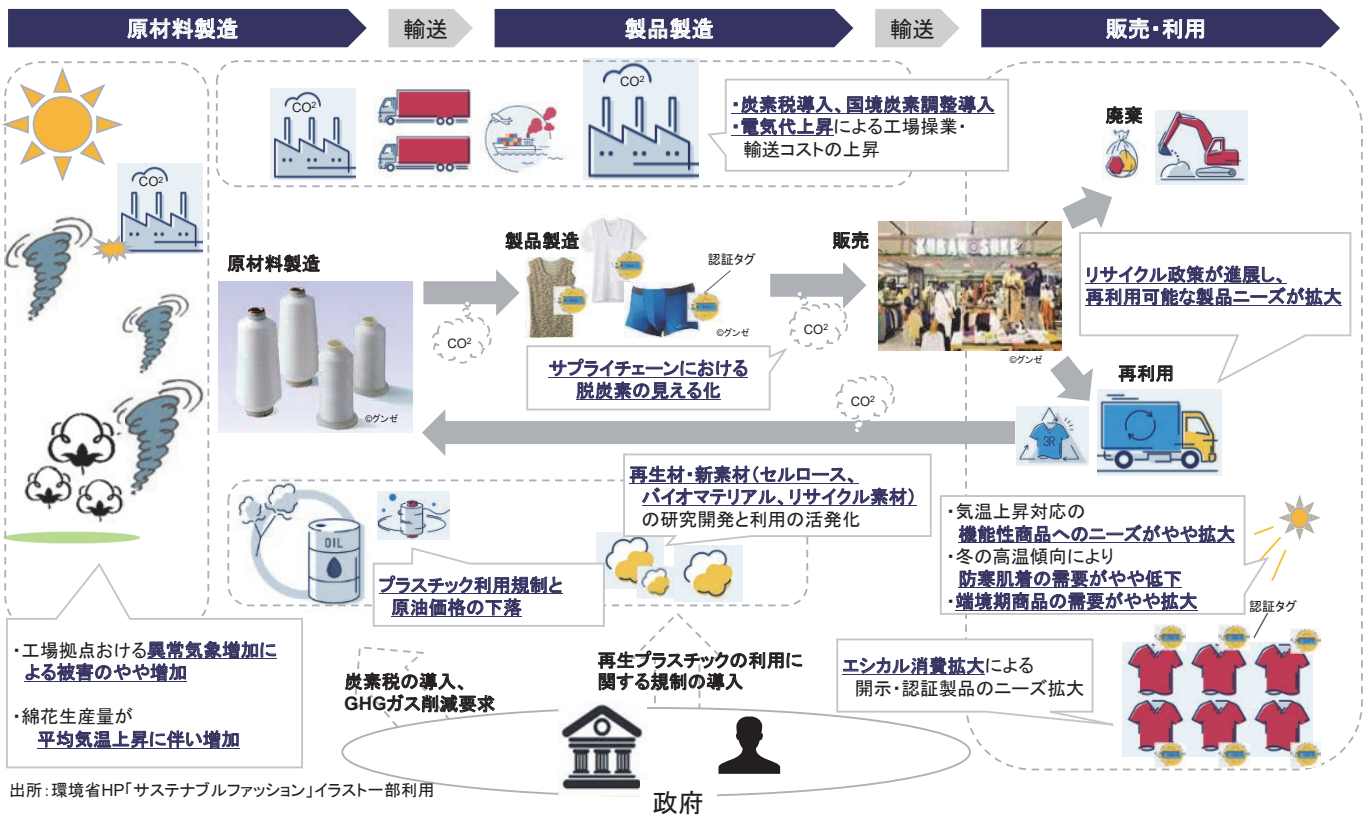 原材料製造
輸送
製品製造
輸送
販売・利用
CO²
CO²
・炭素税導入、国境炭素調整導入
・電気代上昇による工場操業・
輸送コストの上昇
廃棄
CO²
原材料製造
©グンゼ
CO²
製品製造
認証タグ
©グンゼ
CO²
サプライチェーンにおける
脱炭素の見える化
販売
KURANOSUKE
©グンゼ
リサイクル政策が進展し、
再利用可能な製品ニーズが拡大
再利用
3R
CO²
OIL
プラスチック利用規制と
原油価格の下落
再生材・新素材(セルロース、
バイオマテリアル、リサイクル素材)
の研究開発と利用の活発化
・気温上昇対応の
機能性商品へのニーズがやや拡大
・冬の高温傾向により
防寒肌着の需要がやや低下
・端境期商品の需要がやや拡大
認証タグ
エシカル消費拡大による
開示・認証製品のニーズ拡大
・工場拠点おける異常気象増加に
よる被害のやや増加
・綿花生産量が
平均気温上昇に伴い増加
炭素税の導入、
GHGガス削減要求
再生プラスチックの利用に
関する規制の導入
政府
出所:環境省HP「サステナブルファッション」イラスト一部利用